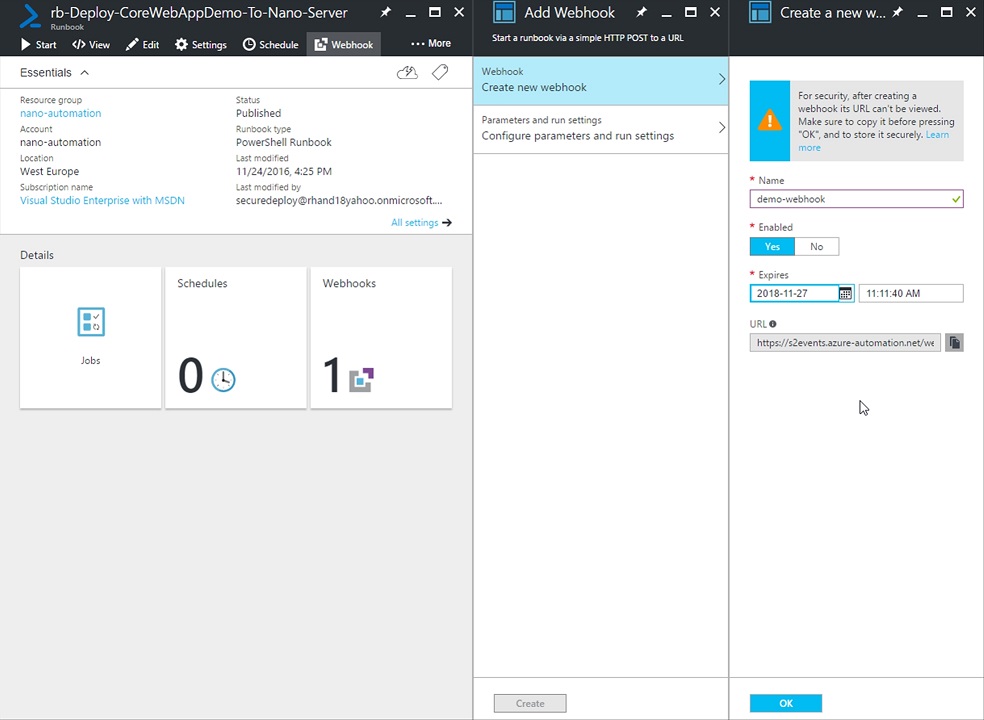 rb-Deploy-CoreWebAppDemo-To-Nano-Server
Runbook
Start
View
Edit
Settings
Schedule
Webhook
More
Essentials
Resource group
nano-automation
Account
nano-automation
Location
West Europe
Subscription name
Visual Studio Enterprise with MSDN
Status
Published
Runbook type
PowerShell Runbook
Last modified
11/24/2016, 4:25 PM
Last modified by
securedeploy@rhand18yahoo.onmicrosoft....
All settings
Details
Jobs
Schedules
0
Webhooks
1
Add Webhook
Start a runbook via a simple HTTP POST to a URL
Webhook
Create new webhook
Parameters and run settings
Configure parameters and run settings
Create
Create a new w...
For security, after creating a
webhook its URL can't be viewed.
Make sure to copy it before pressing
"OK", and to store it securely. Learn
more
* Name
demo-webhook
* Enabled
Yes No
* Expires
2018-11-27 11:11:40 AM
URL
https://s2events.azure-automation.net/we
OK